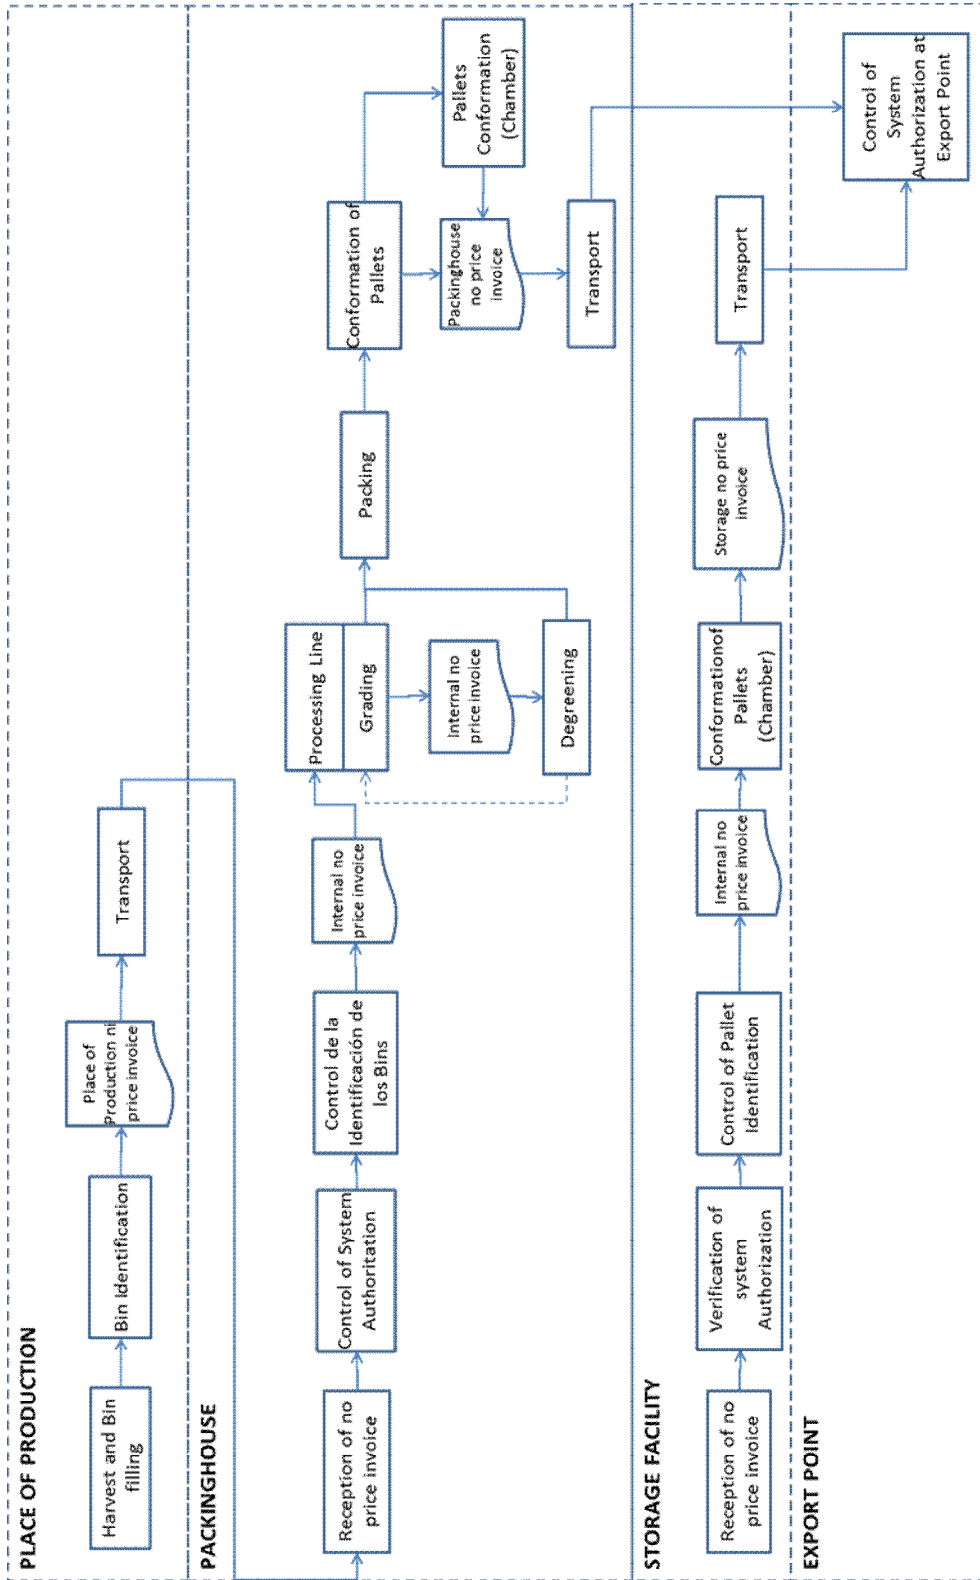 PLACE OF PRODUCTION
Harvest and Bin
filling
Bin Identification
Place of
Production ni
price invoice
Transport
PACKINGHOUSE
Reception of no
price invoice
Control of System
Authoritation
Control de la
Identificación de
los Bins
Internal no
price invoice
Processing Line
Grading
Internal no
price invoice
Degreening
Packing
Conformation of
Pallets
Pallets
Conformation
(Chamber)
Packinghouse
no price
invoice
Transport
STORAGE FACILITY
Reception of no
price invoice
Verification of
system
Authorization
Control of Pallet
Identification
Internal no
price invoice
Conformationof
Pallets
(Chamber)
Storage no price
invoice
Transport
EXPORT POINT
Control of
System
Authorization at
Export Point